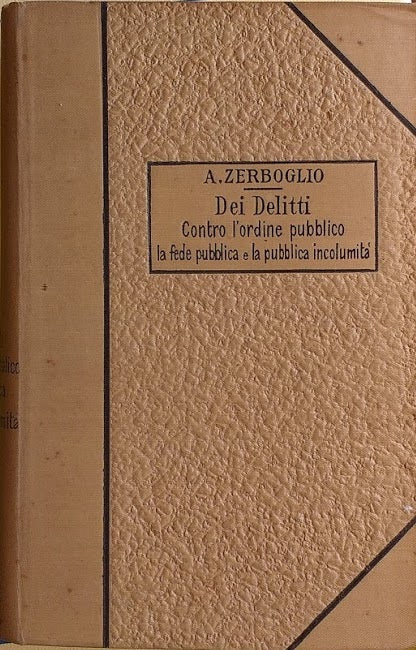 A. ZERBOGLIO
Dei Delitti
Contro l'ordine pubblico
la fede pubblica e la pubblica incolumità